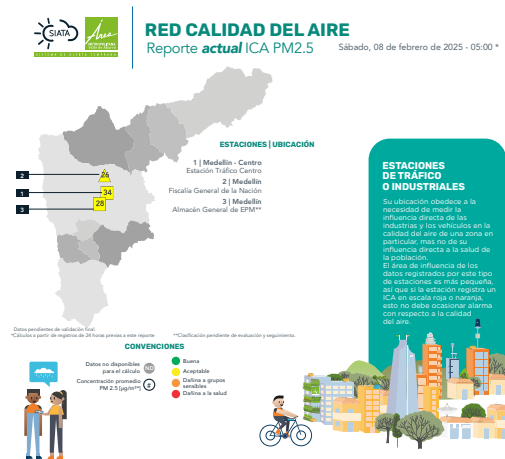 SIATA
Área
METROPOLITANA
Valle de Aburrá
RED CALIDAD DEL AIRE
Reporte actual ICA PM2.5
Sábado, 08 de febrero de 2025 - 05:00 *
ESTACIONES | UBICACIÓN
1 | Medellín - Centro
Estación Tráfico Centro
2 | Medellín
Fiscalía General de la Nación
3 | Medellín
Almacén General de EPM**
2
26
1
34
3
28
ESTACIONES
DE TRÁFICO
O INDUSTRIALES
Su ubicación obedece a la
necesidad de medir la
influencia directa de las
industrias y los vehículos en la
calidad del aire de una zona en
particular, mas no de su
influencia directa a la salud de
la población.
El área de influencia de los
datos registrados por este tipo
de estaciones es más pequeña,
así que si la estación registra un
ICA en escala roja o naranja,
esto no debe ocasionar alarma
con respecto a la calidad
del aire.
Datos pendientes de validación final.
*Cálculos a partir de registros de 24 horas previas a este reporte
**Clasificación pendiente de evaluación y seguimiento.
CONVENCIONES
Datos no disponibles
para el cálculo
ND
Concentración promedio
PM 2.5 (µg/m³)
#
Buena
Aceptable
Dañina a grupos
sensibles
Dañina a la salud